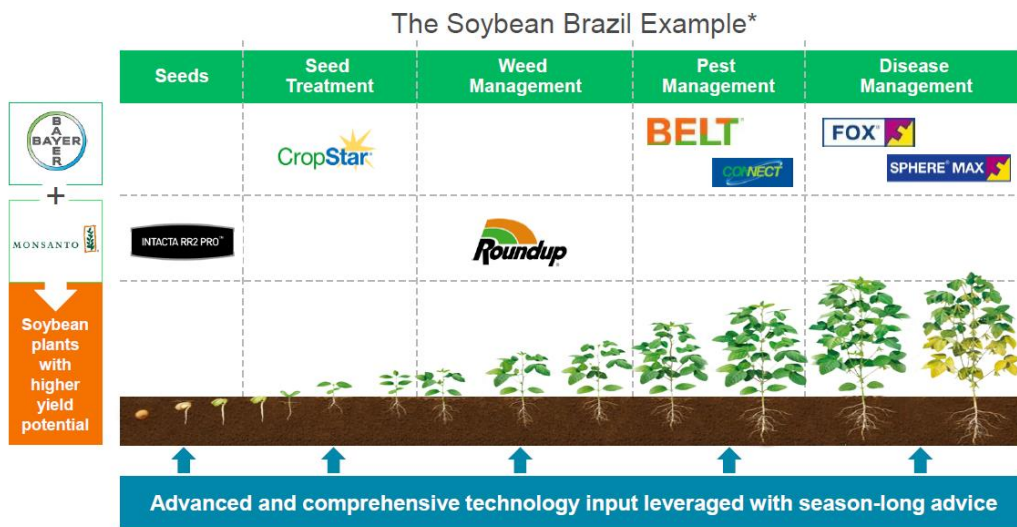 The Soybean Brazil Example*
Seeds
Seed
Treatment
Weed
Management
Pest
Management
Disease
Management
BAYER
BAYER
CropStar
BELT®
CONNECT
FOX®
SPHERE® MAX
+
MONSANTO
INTACTA RR2 PRO™
Roundup®
Soybean
plants
with
higher
yield
potential
Advanced and comprehensive technology input leveraged with season-long advice